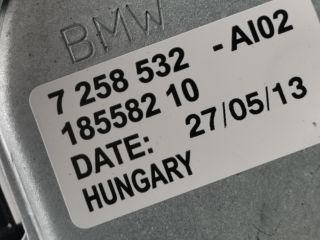 BMW
7 258 532 -AI02
185582 10
DATE: 27/05/13
HUNGARY